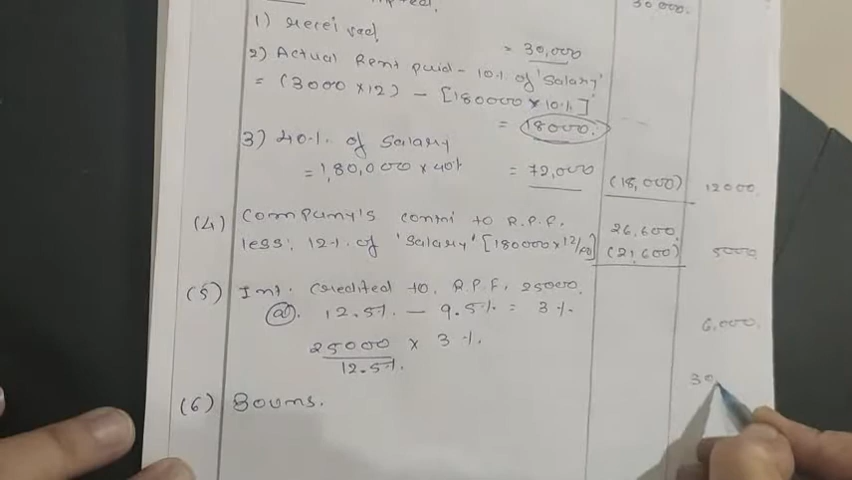 30,000.
1) Received
= 30,000
2) Actual Rent paid - 10% of 'Salary'
= (3000 × 12) - [180000 × 10%]
= 18000.
3) 40% of Salary
= 1,80,000 × 40% = 72,000
(18,000) 12000.
(4) Company's contri to R.P.F. 26,600.
less: 12% of 'Salary' [180000 × 12/100] (21,600) 5000
(5) Int. Credited to R.P.F. 25000.
@. 12.5% - 9.5% = 3%.
6,000.
25000 × 3%.
12.5%.
30
(6) Bouns.